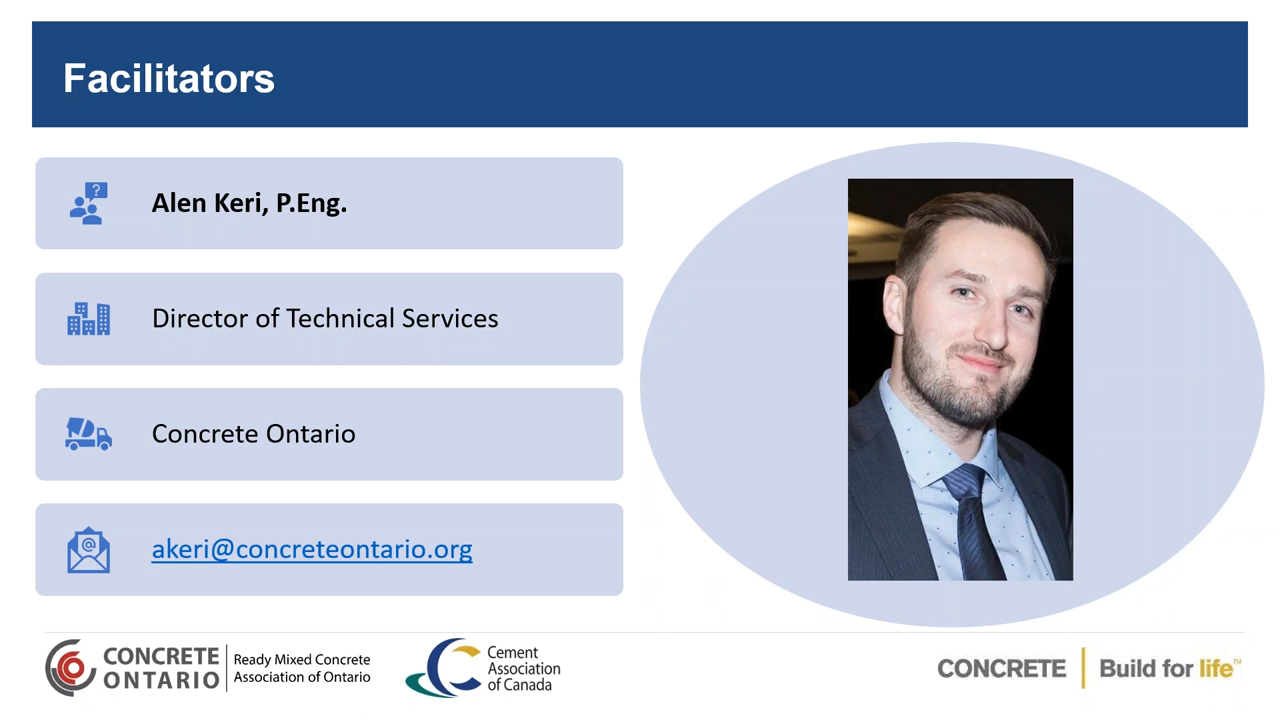 Facilitators
?
Alen Keri, P.Eng.
Director of Technical Services
Concrete Ontario
@
akeri@concreteontario.org
CONCRETE
ONTARIO
Ready Mixed Concrete
Association of Ontario
Cement
Association
of Canada
CONCRETE Build for life™